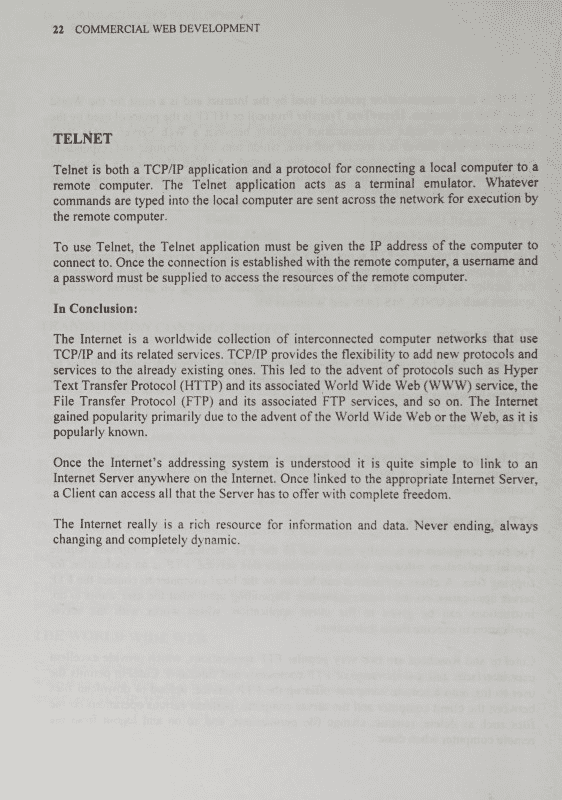 22 COMMERCIAL WEB DEVELOPMENT
TELNET
Telnet is both a TCP/IP application and a protocol for connecting a local computer to a
remote computer. The Telnet application acts as a terminal emulator. Whatever
commands are typed into the local computer are sent across the network for execution by
the remote computer.
To use Telnet, the Telnet application must be given the IP address of the computer to
connect to. Once the connection is established with the remote computer, a username and
a password must be supplied to access the resources of the remote computer.
In Conclusion:
The Internet is a worldwide collection of interconnected computer networks that use
TCP/IP and its related services. TCP/IP provides the flexibility to add new protocols and
services to the already existing ones. This led to the advent of protocols such as Hyper
Text Transfer Protocol (HTTP) and its associated World Wide Web (WWW) service, the
File Transfer Protocol (FTP) and its associated FTP services, and so on. The Internet
gained popularity primarily due to the advent of the World Wide Web or the Web, as it is
popularly known.
Once the Internet's addressing system is understood it is quite simple to link to an
Internet Server anywhere on the Internet. Once linked to the appropriate Internet Server,
a Client can access all that the Server has to offer with complete freedom.
The Internet really is a rich resource for information and data. Never ending, always
changing and completely dynamic.